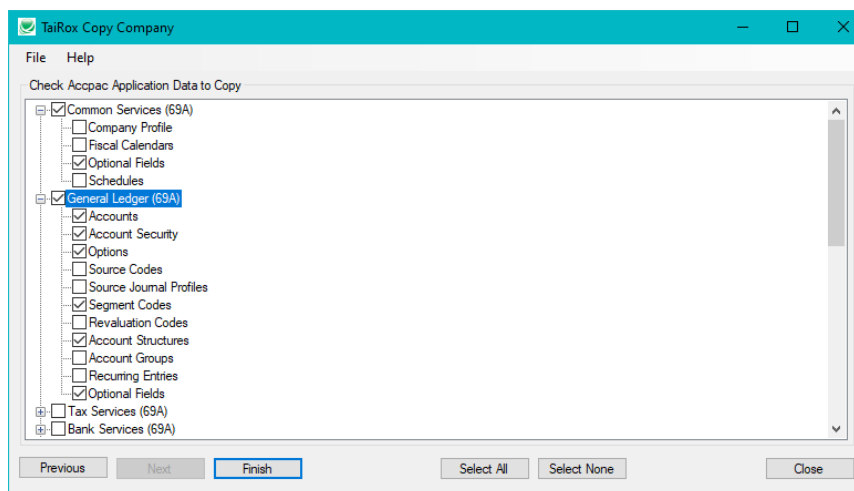 TaiRox Copy Company
File Help
Check Accpac Application Data to Copy
Common Services (69A)
Company Profile
Fiscal Calendars
Optional Fields
Schedules
General Ledger (69A)
Accounts
Account Security
Options
Source Codes
Source Journal Profiles
Segment Codes
Revaluation Codes
Account Structures
Account Groups
Recurring Entries
Optional Fields
Tax Services (69A)
Bank Services (69A)
Previous Next Finish Select All Select None Close